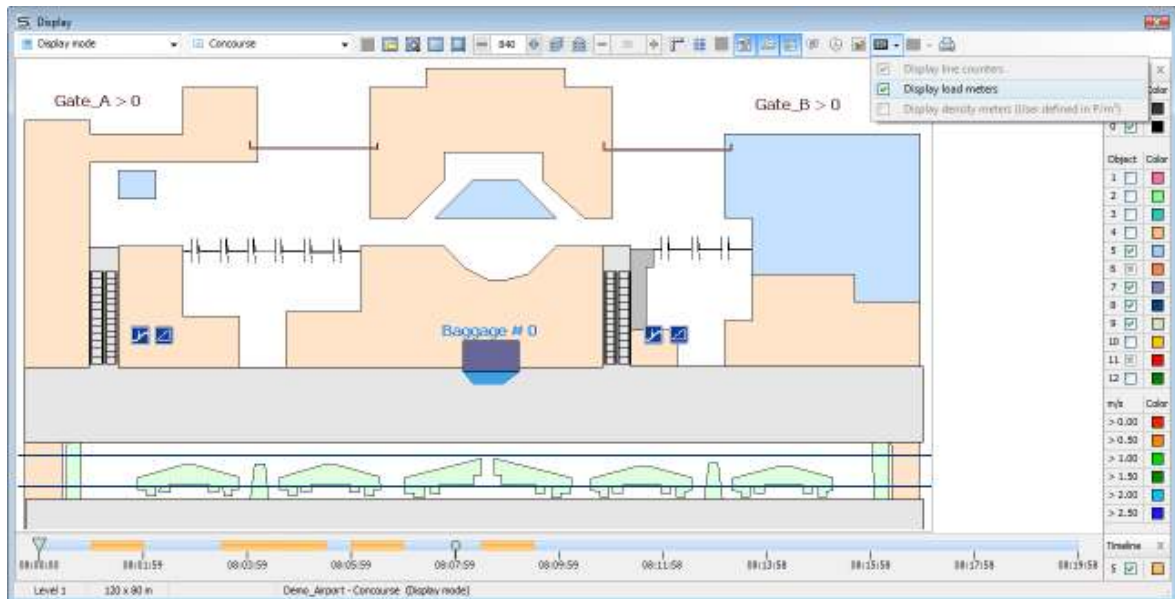 Display
Display mode
Concourse
840
Display line counters
Display load meters
Display density meters (User defined in P/m²)
Color
0
Gate_A > 0
Gate_B > 0
Object Color
1
2
3
4
5
6
7
8
9
10
11
12
Baggage # 0
m/s Color
> 0.00
> 0.50
> 1.00
> 1.50
> 2.00
> 2.50
Timeline
08:00:00 08:01:59 08:03:59 08:05:59 08:07:59 08:09:59 08:11:58 08:13:58 08:15:58 08:17:58 08:19:58
5
Level 1 120 x 80 m Demo_Airport - Concourse (Display mode)